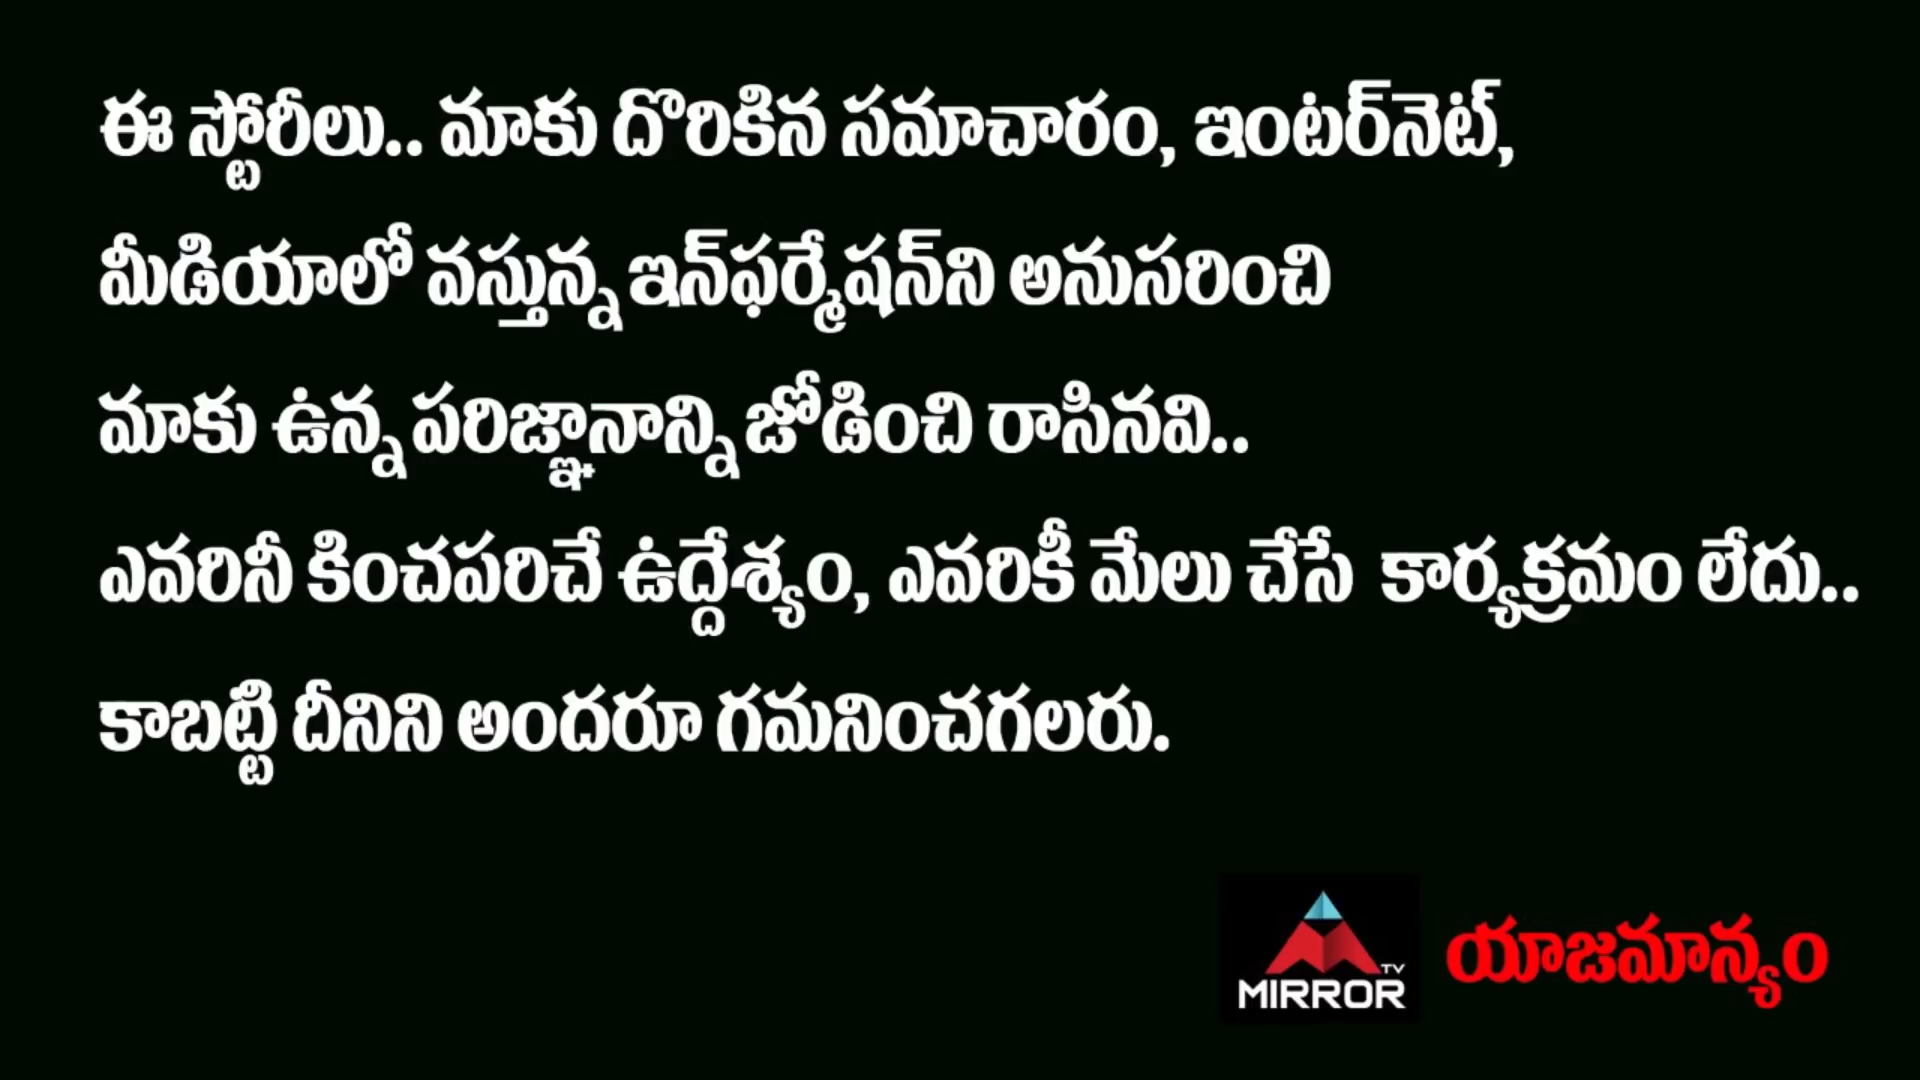 ఈ స్టోరీలు.. మాకు దొరికిన సమాచారం, ఇంటర్‌నెట్,
మీడియాలో వస్తున్న ఇన్‌ఫర్మేషన్‌ని అనుసరించి
మాకు ఉన్న పరిజ్ఞానాన్ని జోడించి రాసినవి..
ఎవరినీ కించపరిచే ఉద్దేశ్యం, ఎవరికీ మేలు చేసే కార్యక్రమం లేదు..
కాబట్టి దీనిని అందరూ గమనించగలరు.
MIRROR TV యాజమాన్యం